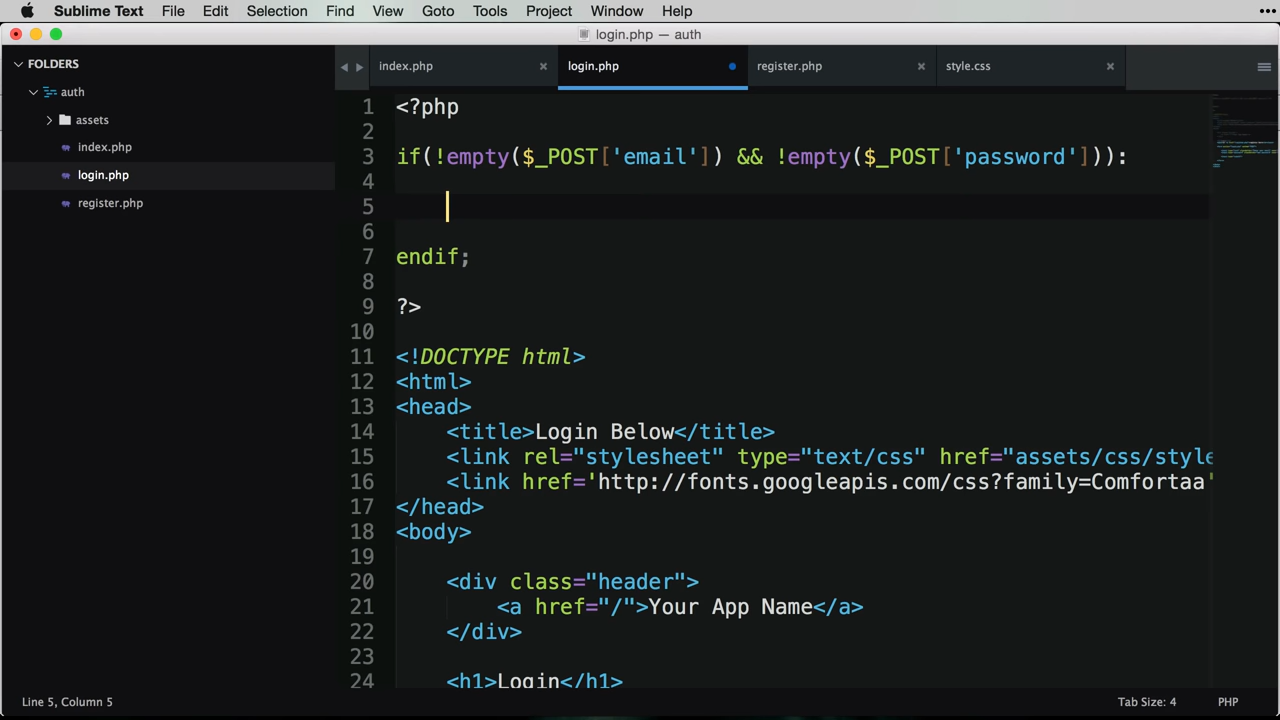 Sublime Text File Edit Selection Find View Goto Tools Project Window Help
login.php — auth
FOLDERS
auth
assets
index.php
login.php
register.php
index.php login.php register.php style.css
1 <?php
2
3 if(!empty($_POST['email']) && !empty($_POST['password'])):
4
5
6
7 endif;
8
9 ?>
10
11 <!DOCTYPE html>
12 <html>
13 <head>
14 <title>Login Below</title>
15 <link rel="stylesheet" type="text/css" href="assets/css/style
16 <link href='http://fonts.googleapis.com/css?family=Comfortaa'
17 </head>
18 <body>
19
20 <div class="header">
21 <a href="/">Your App Name</a>
22 </div>
23
24 <h1>Login</h1>
Line 5, Column 5 Tab Size: 4 PHP